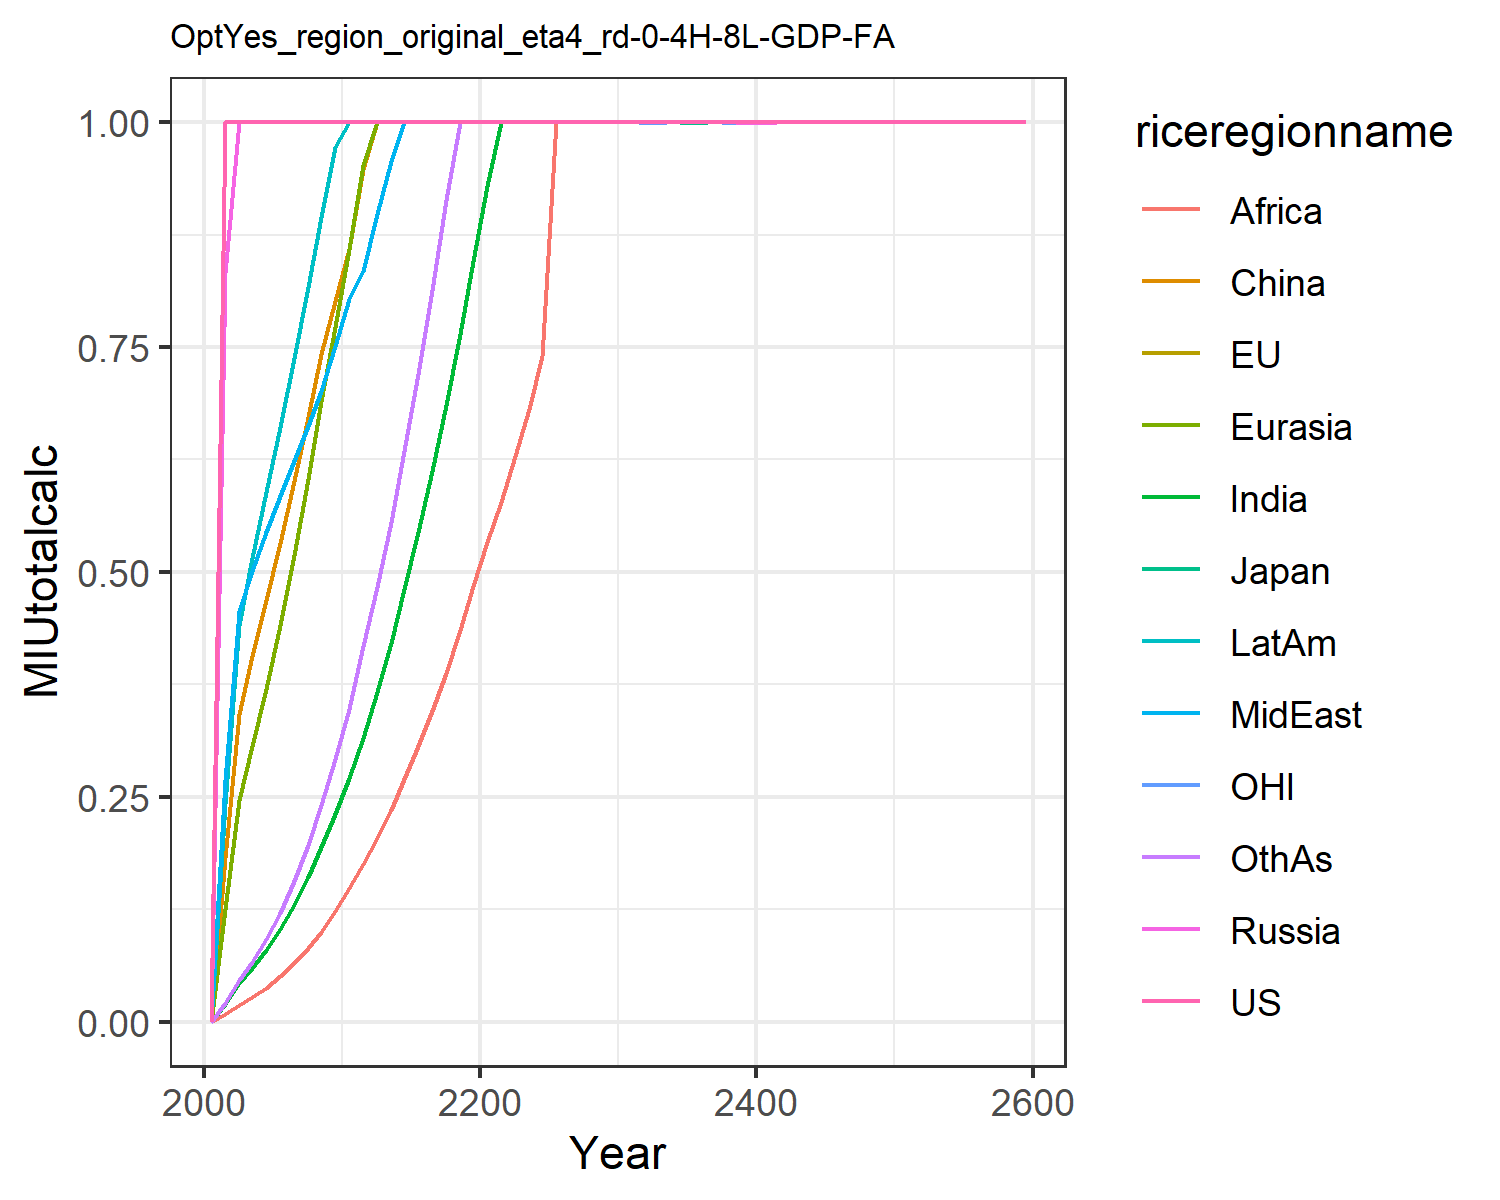 OptYes_region_original_eta4_rd-0-4H-8L-GDP-FA
1.00
0.75
0.50
0.25
0.00
MIUtotalcalc
2000 2200 2400 2600
Year
riceregionname
Africa
China
EU
Eurasia
India
Japan
LatAm
MidEast
OHI
OthAs
Russia
US